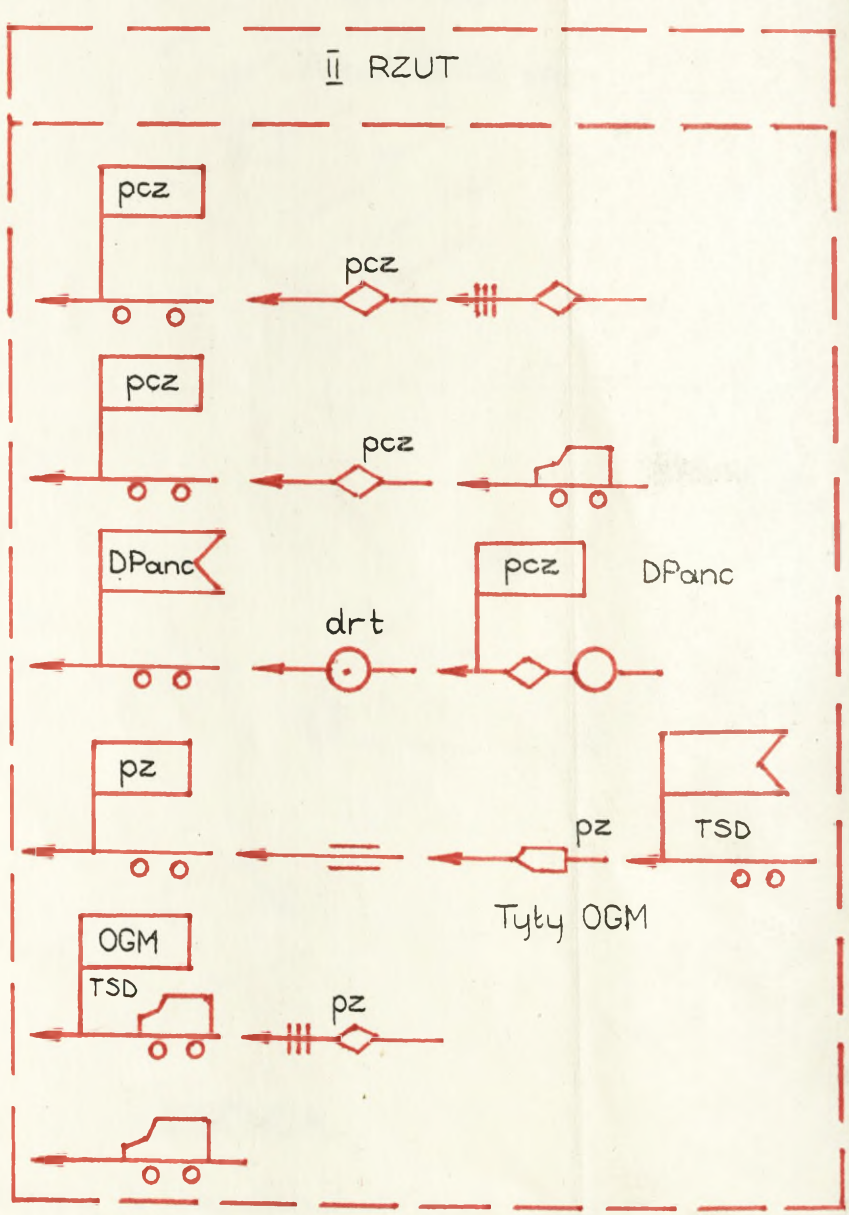 II RZUT
pcz
pcz
pcz
pcz
DPanc
drt
pcz
DPanc
pz
pz
TSD
Tyły OGM
OGM
TSD
pz